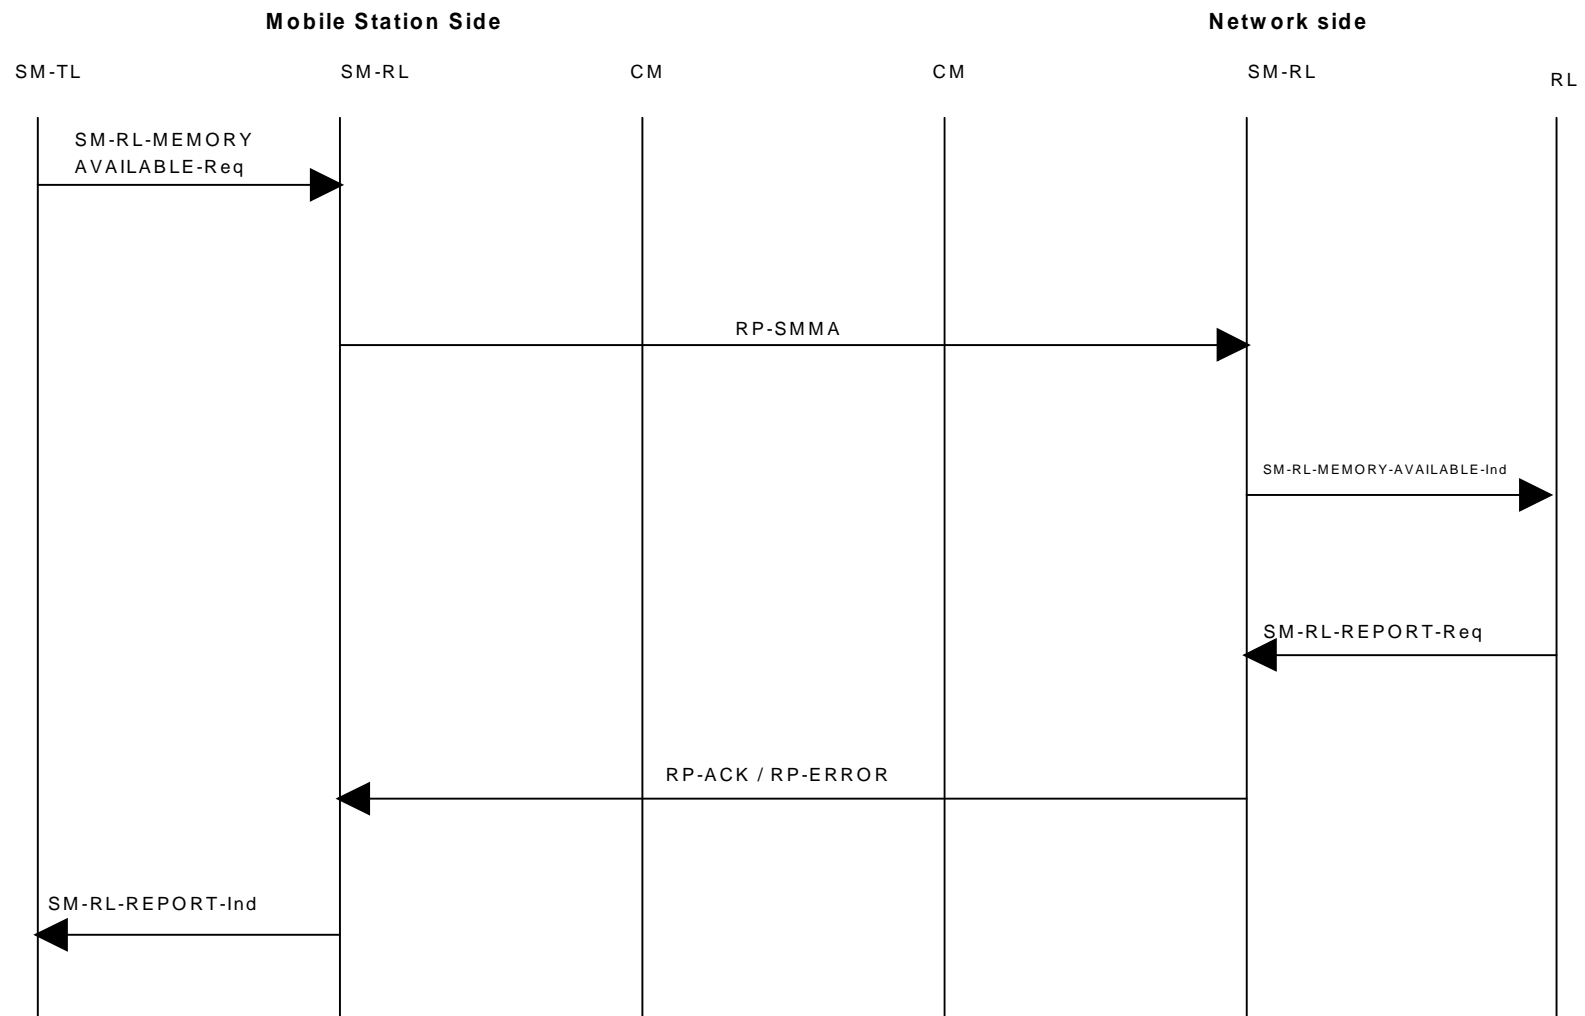 Mobile Station Side
Network side
SM-TL
SM-RL
CM
CM
SM-RL
RL
SM-RL-MEMORY
AVAILABLE-Req
RP-SMMA
SM-RL-MEMORY-AVAILABLE-Ind
SM-RL-REPORT-Req
RP-ACK / RP-ERROR
SM-RL-REPORT-Ind